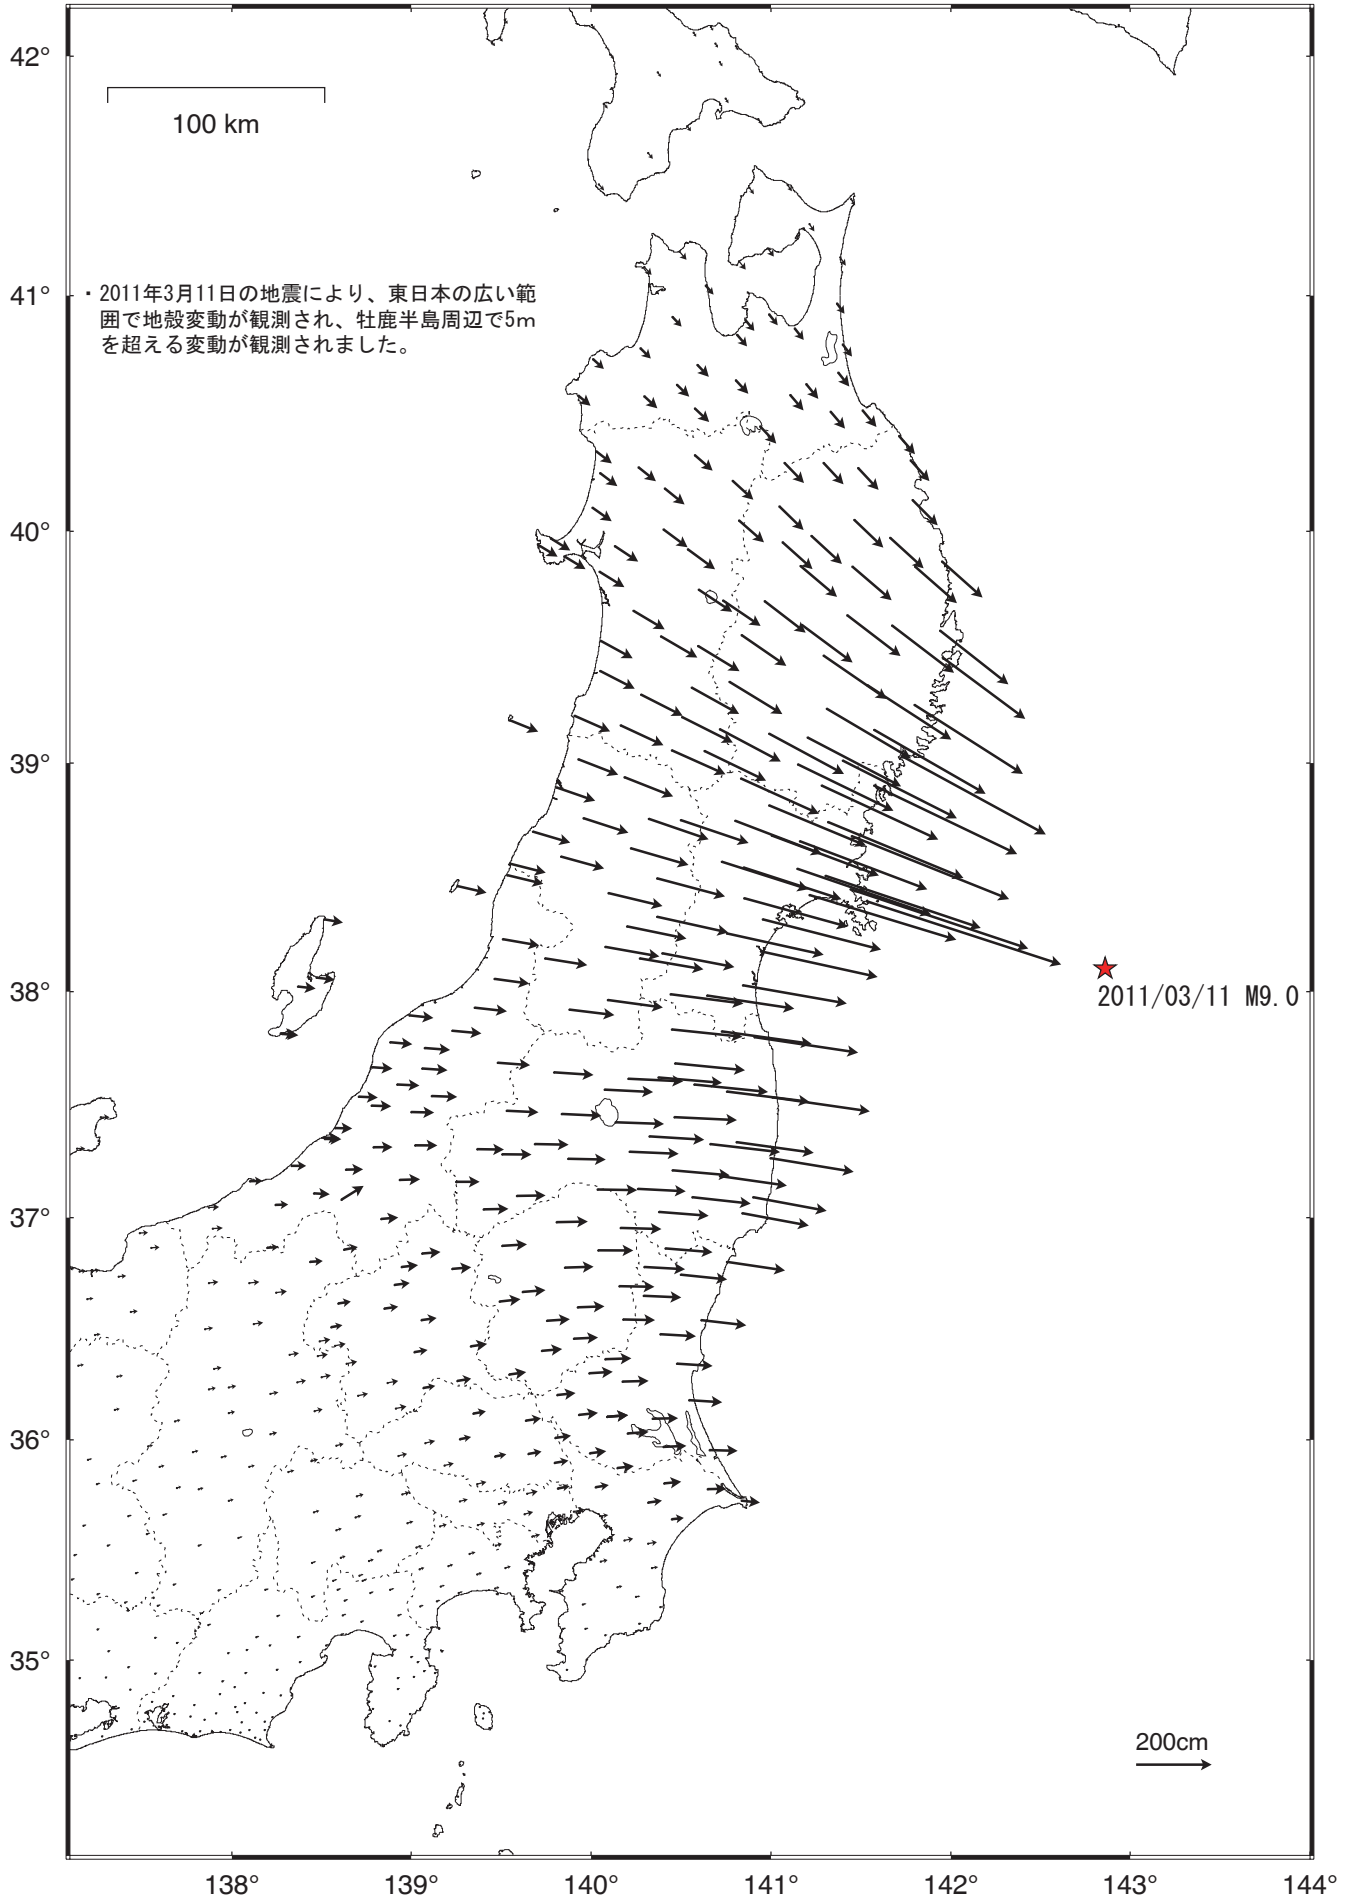 42°
100 km
41°
・2011年3月11日の地震により、東日本の広い範
囲で地殻変動が観測され、牡鹿半島周辺で5m
を超える変動が観測されました。
40°
39°
38°
2011/03/11 M9.0
37°
36°
35°
200cm
138°
139°
140°
141°
142°
143°
144°